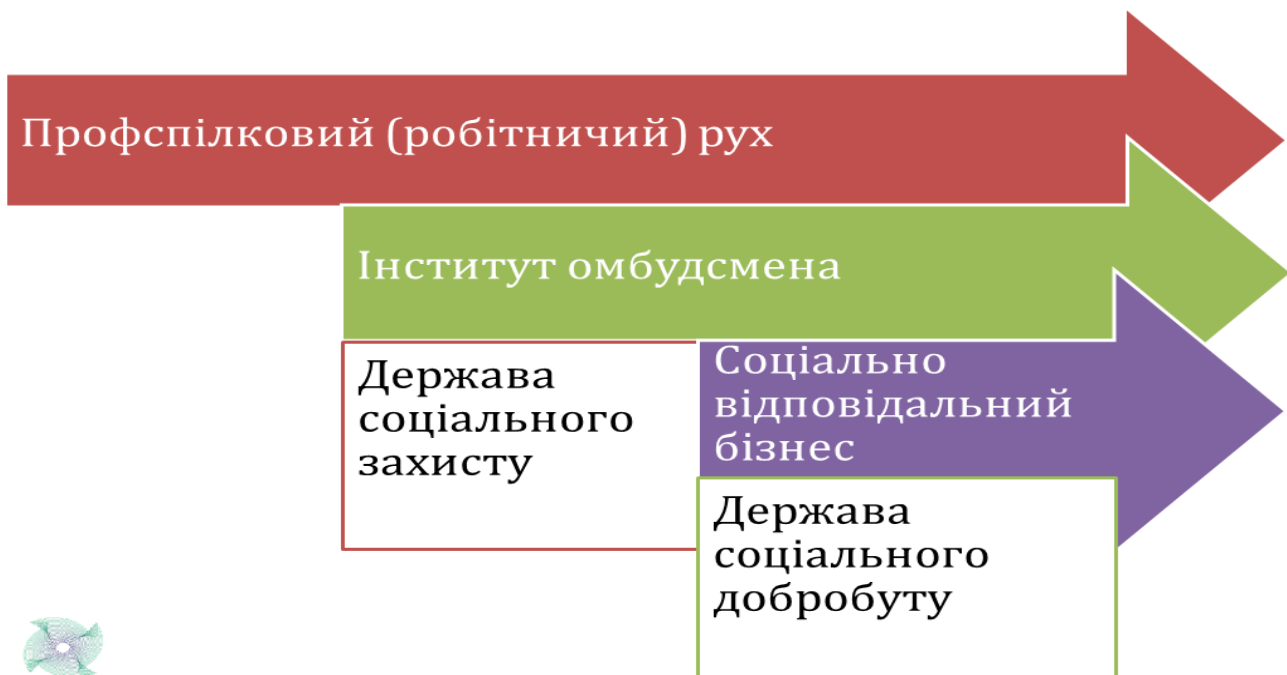 Профспілковий (робітничий) рух
Інститут омбудсмена
Держава
соціального
захисту
Соціально
відповідальний
бізнес
Держава
соціального
добробуту